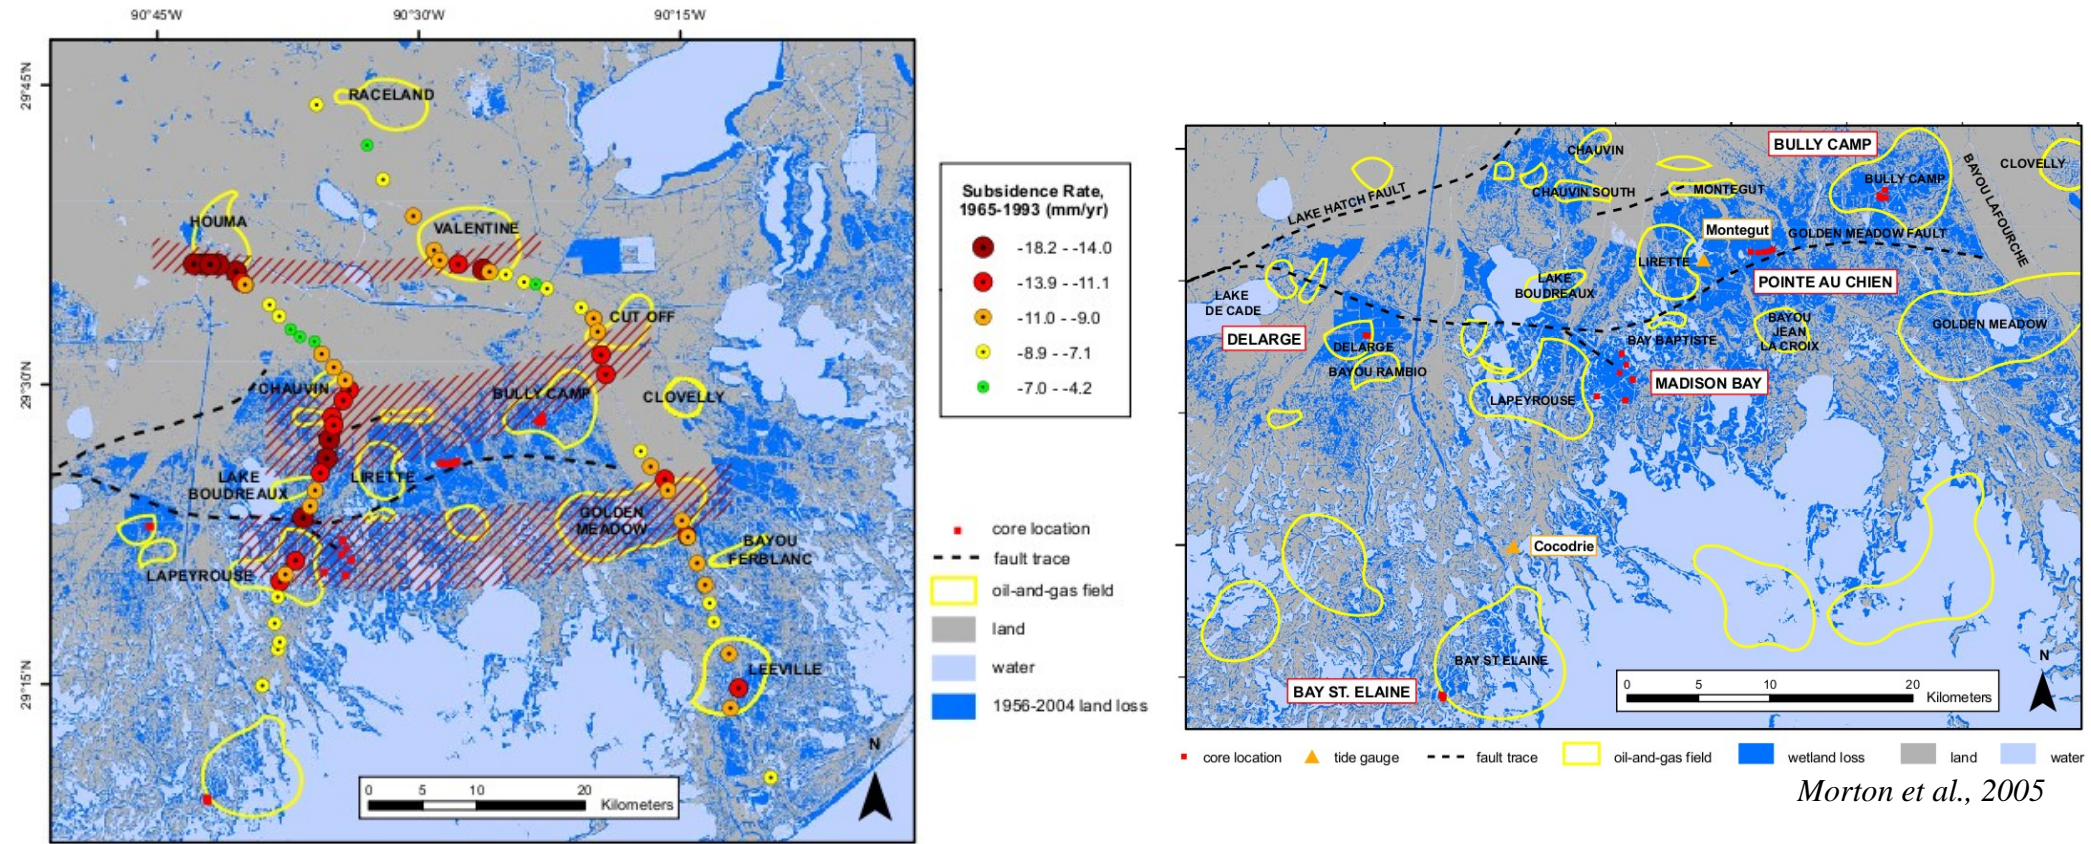 90°45'W
90°30'W
90°15'W
29°45'N
29°30'N
29°15'N
RACELAND
HOUMA
VALENTINE
CUT OFF
CHAUVIN
BULLY CAMP
CLOVELLY
LAKE
BOUDREAUX
LIRETTE
GOLDEN
MEADOW
BAYOU
FERBLANC
LAPEYROUSE
LEEVILLE
N
0 5 10 20
Kilometers
Subsidence Rate,
1965-1993 (mm/yr)
-18.2 - -14.0
-13.9 - -11.1
-11.0 - -9.0
-8.9 - -7.1
-7.0 - -4.2
core location
fault trace
oil-and-gas field
land
water
1956-2004 land loss
CHAUVIN
BULLY CAMP
CLOVELLY
LAKE HATCH FAULT
CHAUVIN SOUTH
MONTEGUT
BULLY CAMP
BAYOU LAFOURCHE
Montegut
GOLDEN MEADOW FAULT
LIRETTE
POINTE AU CHIEN
LAKE
DE CADE
LAKE
BOUDREAUX
DELARGE
DELARGE
BAYOU RAMBIO
BAY BAPTISTE
BAYOU
JEAN
LA CROIX
GOLDEN MEADOW
MADISON BAY
LAPEYROUSE
Cocodrie
BAY ST ELAINE
BAY ST. ELAINE
N
0 5 10 20
Kilometers
core location tide gauge fault trace oil-and-gas field wetland loss land water
Morton et al., 2005